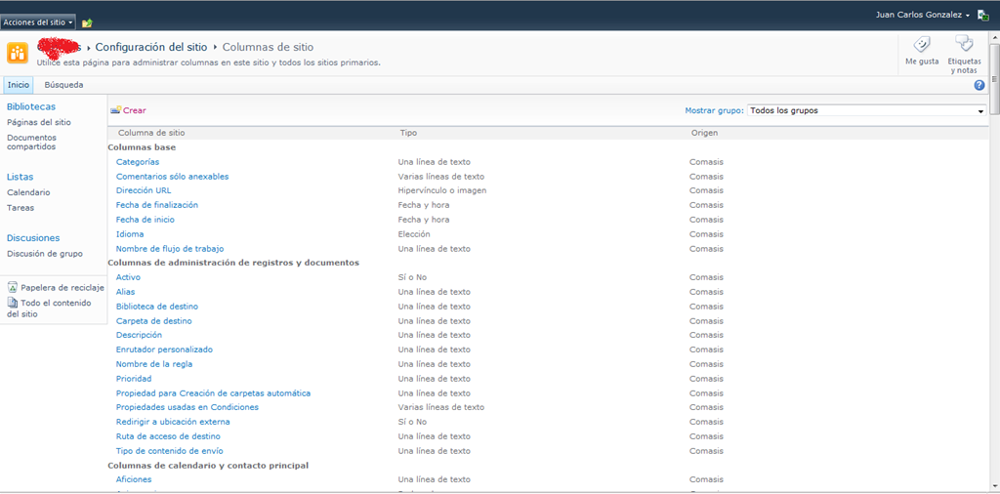 Acciones del sitio
Juan Carlos Gonzalez
Configuración del sitio Columnas de sitio
Utilice esta página para administrar columnas en este sitio y todos los sitios primarios.
Me gusta
Etiquetas
y notas
Inicio Búsqueda
Bibliotecas
Páginas del sitio
Documentos
compartidos
Listas
Calendario
Tareas
Discusiones
Discusión de grupo
Papelera de reciclaje
Todo el contenido
del sitio
Crear
Mostrar grupo: Todos los grupos
Columna de sitio Tipo Origen
Columnas base
Categorías Una línea de texto Comasis
Comentarios sólo anexables Varias líneas de texto Comasis
Dirección URL Hipervínculo o imagen Comasis
Fecha de finalización Fecha y hora Comasis
Fecha de inicio Fecha y hora Comasis
Idioma Elección Comasis
Nombre de flujo de trabajo Una línea de texto Comasis
Columnas de administración de registros y documentos
Activo Sí o No Comasis
Alias Una línea de texto Comasis
Biblioteca de destino Una línea de texto Comasis
Carpeta de destino Una línea de texto Comasis
Descripción Una línea de texto Comasis
Enrutador personalizado Una línea de texto Comasis
Nombre de la regla Una línea de texto Comasis
Prioridad Una línea de texto Comasis
Propiedad para Creación de carpetas automática Una línea de texto Comasis
Propiedades usadas en Condiciones Varias líneas de texto Comasis
Redirigir a ubicación externa Sí o No Comasis
Ruta de acceso de destino Una línea de texto Comasis
Tipo de contenido de envío Una línea de texto Comasis
Columnas de calendario y contacto principal
Aficiones Una línea de texto Comasis